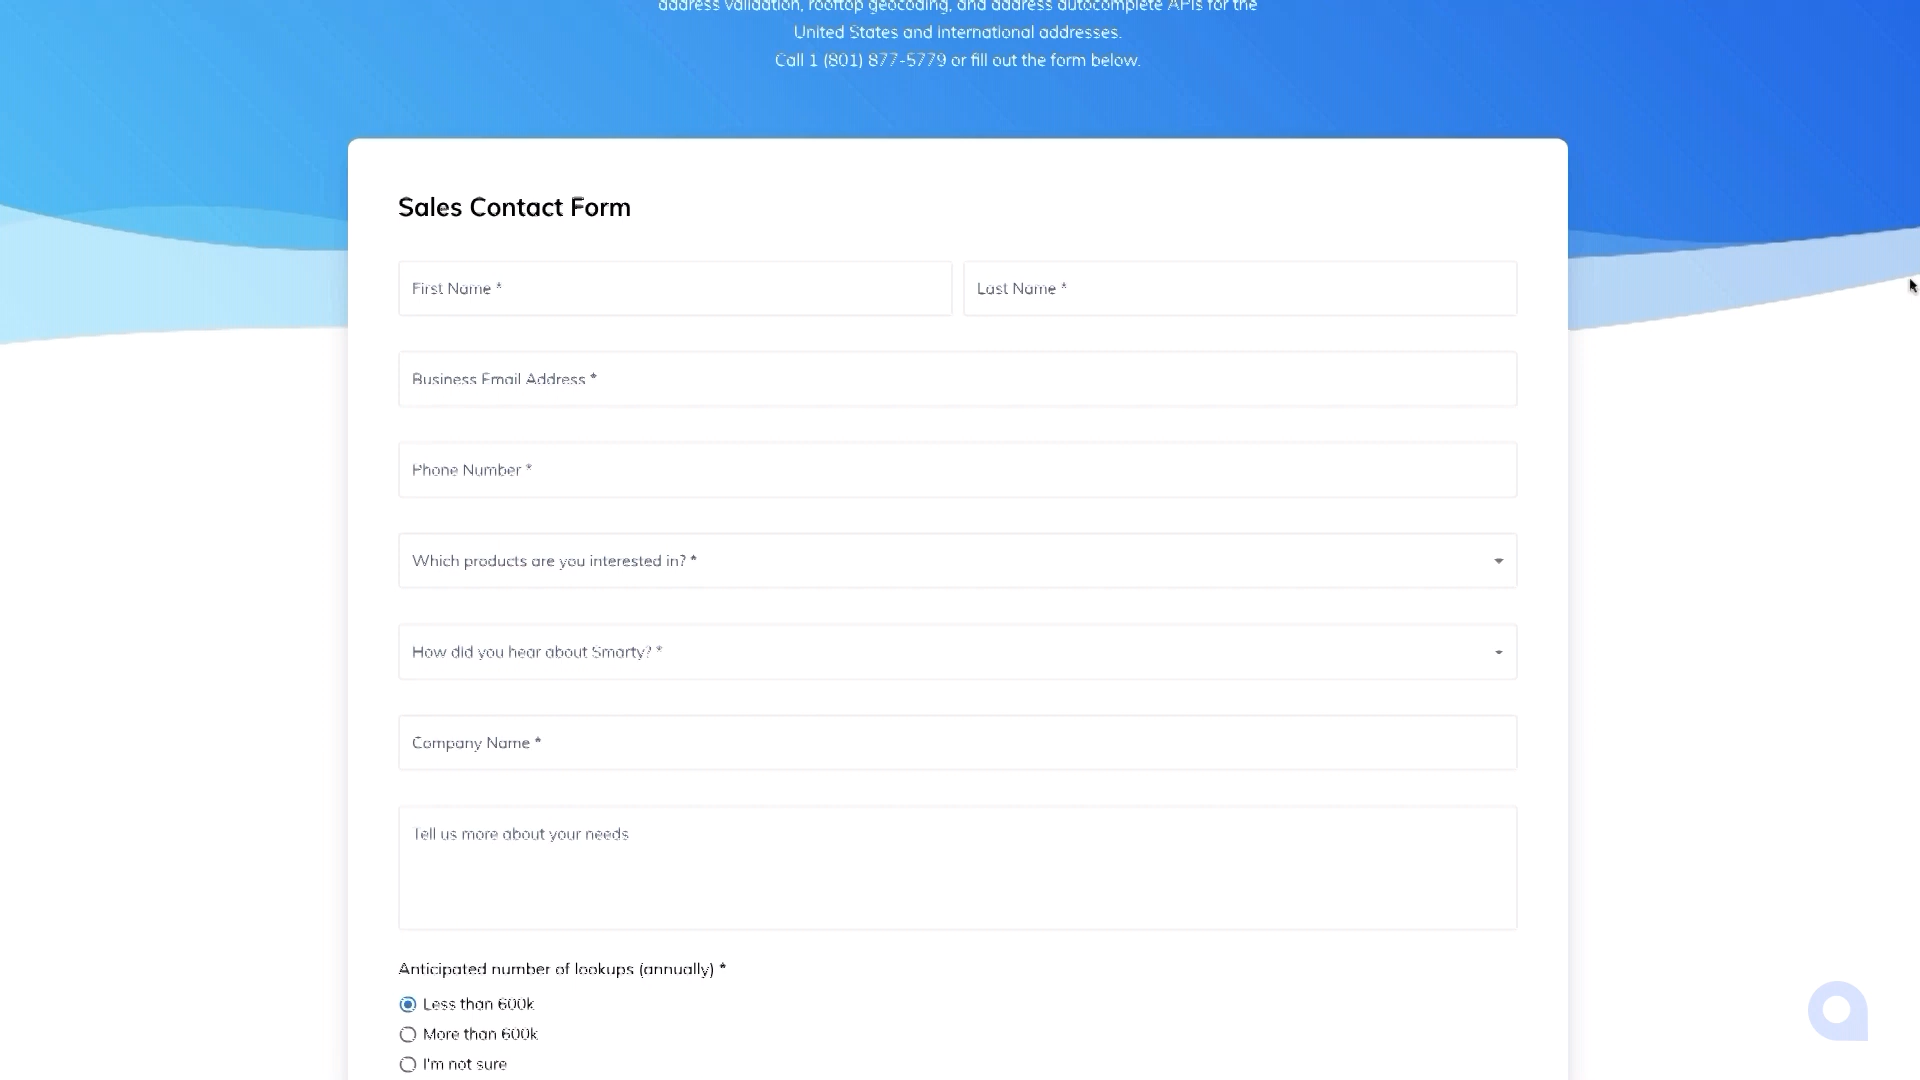 address validation, rooftop geocoding, and address autocomplete APIs for the
United States and international addresses.
Call 1 (801) 877-5779 or fill out the form below.
Sales Contact Form
First Name *
Last Name *
Business Email Address *
Phone Number *
Which products are you interested in? *
How did you hear about Smarty? *
Company Name *
Tell us more about your needs
Anticipated number of lookups (annually) *
Less than 600k
More than 600k
I'm not sure